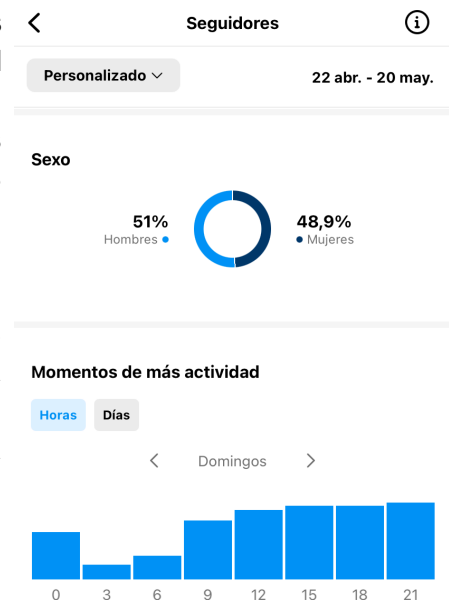 Seguidores
Personalizado
22 abr. - 20 may.
Sexo
51%
Hombres
48,9%
Mujeres
Momentos de más actividad
Horas
Días
Domingos
0 3 6 9 12 15 18 21